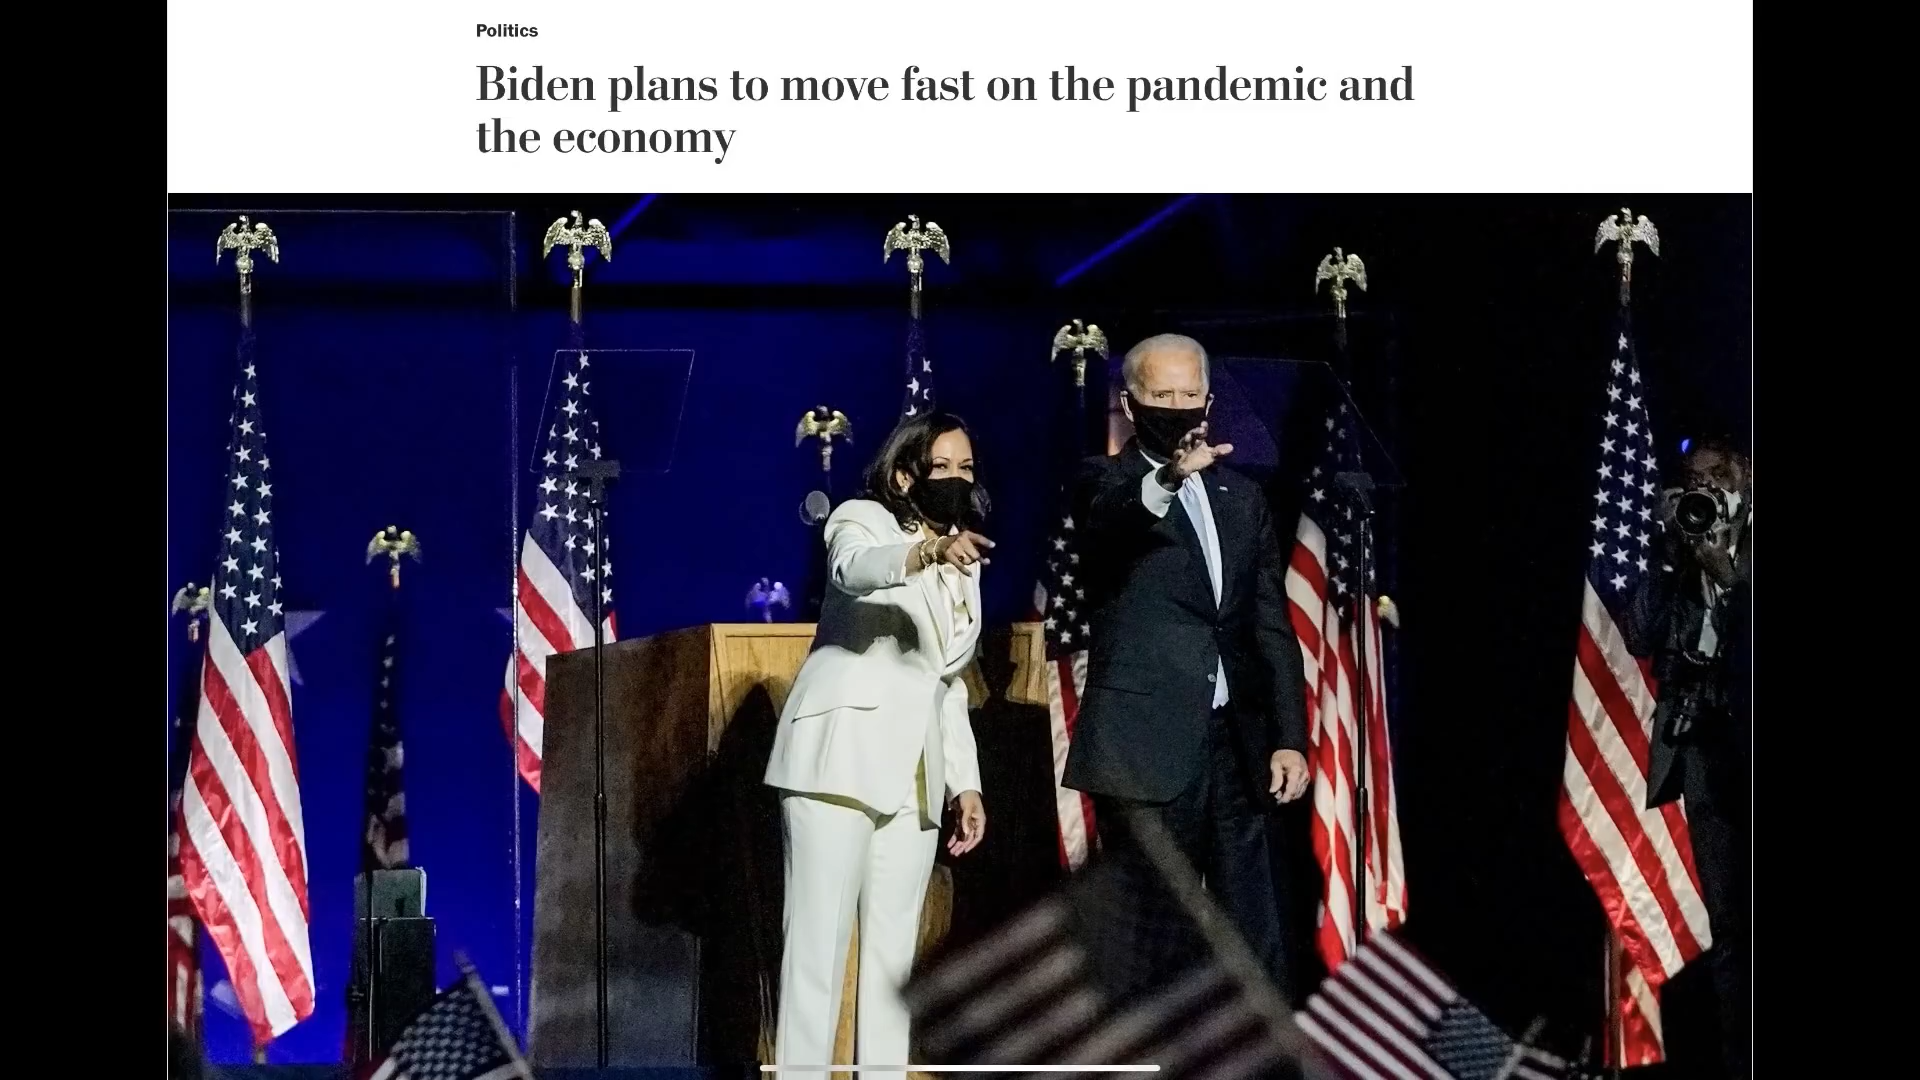 Politics
Biden plans to move fast on the pandemic and
the economy